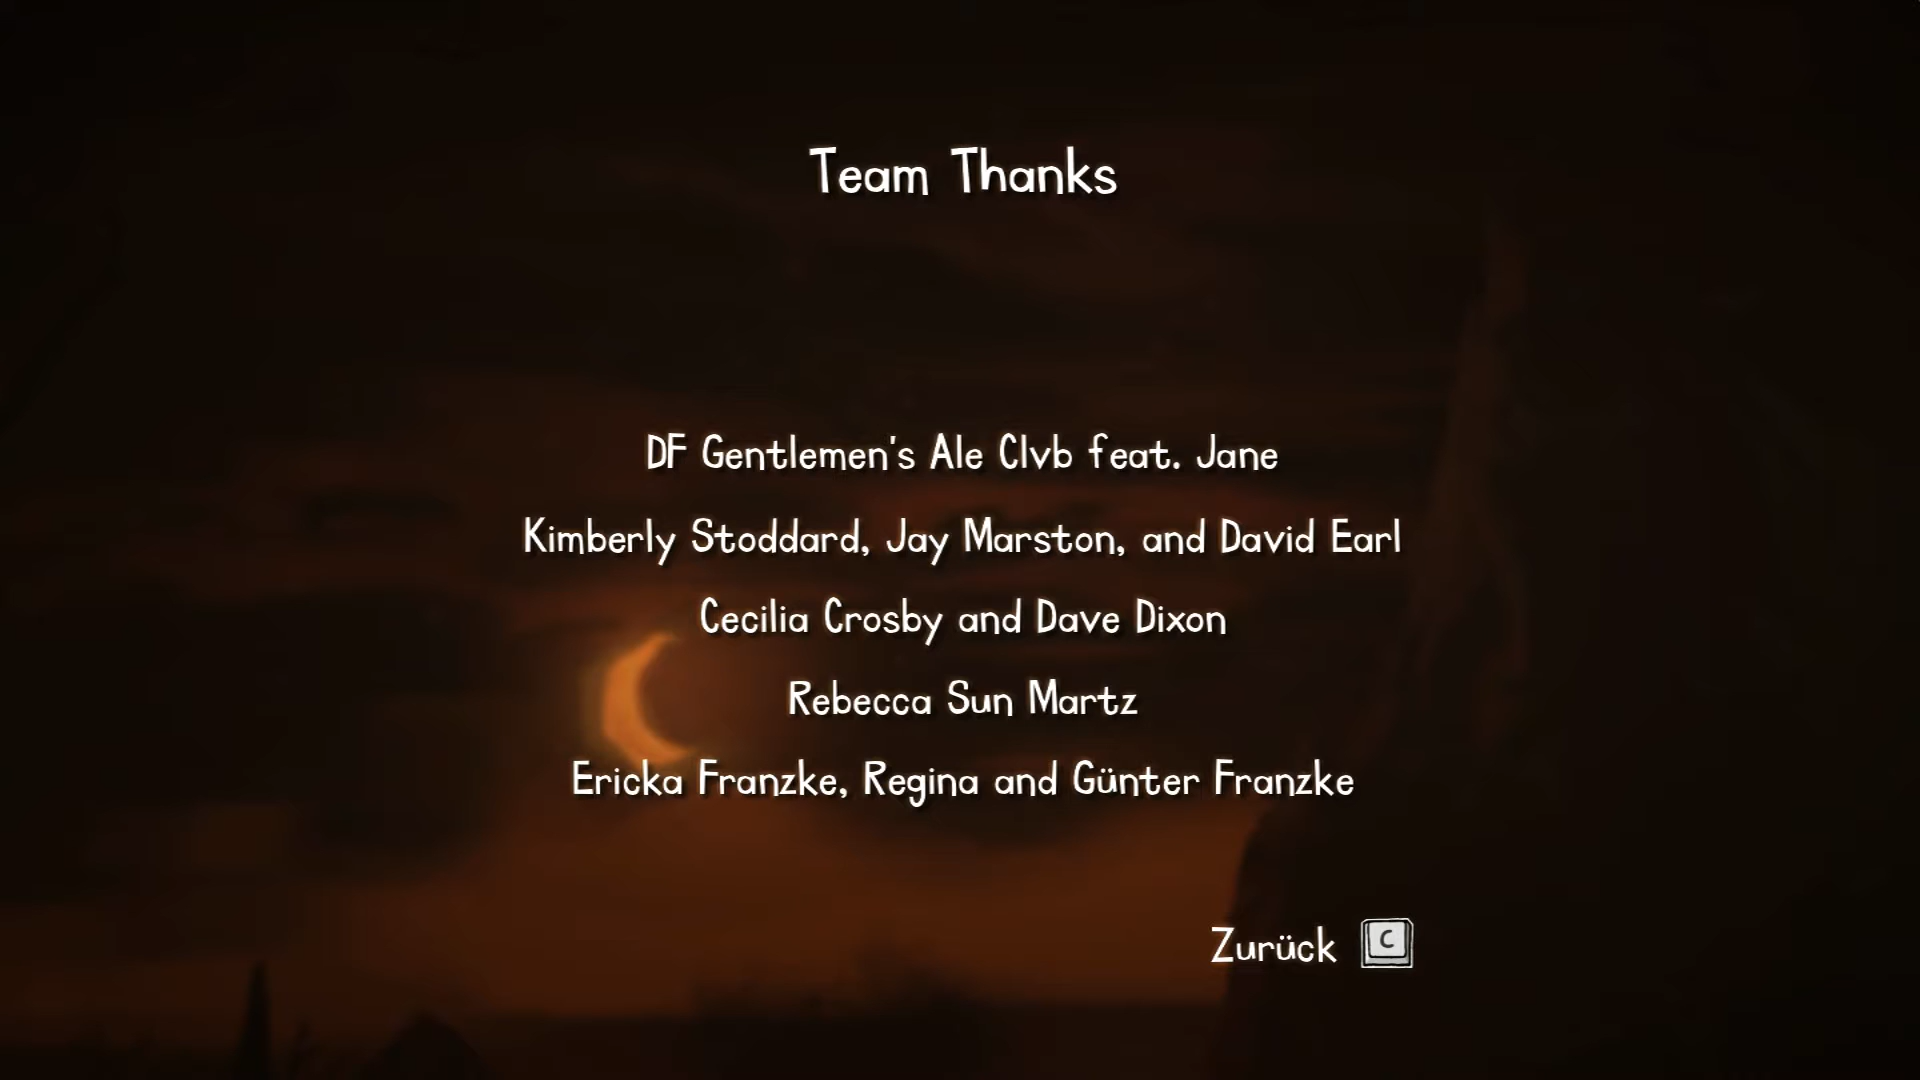 Team Thanks
DF Gentlemen's Ale Clvb feat. Jane
Kimberly Stoddard, Jay Marston, and David Earl
Cecilia Crosby and Dave Dixon
Rebecca Sun Martz
Ericka Franzke, Regina and Günter Franzke
Zurück C